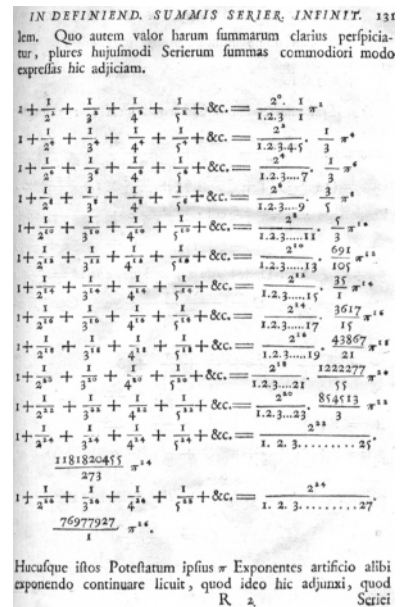 IN DEFINIEND. SUMMIS SERIER. INFINIT. 131
lem. Quo autem valor harum ſummarum clarius perſpicia-
tur, plures hujuſmodi Serierum ſummas commodiori modo
expreſſas hic adjiciam.
1+1/2² + 1/3² + 1/4² + 1/5² + &c. = 2⁰/1.2.3 . 1/1 π²
1+1/2⁴ + 1/3⁴ + 1/4⁴ + 1/5⁴ + &c. = 2²/1.2.3.4.5 . 1/3 π⁴
1+1/2⁶ + 1/3⁶ + 1/4⁶ + 1/5⁶ + &c. = 2⁴/1.2.3....7 . 1/3 π⁶
1+1/2⁸ + 1/3⁸ + 1/4⁸ + 1/5⁸ + &c. = 2⁶/1.2.3....9 . 3/5 π⁸
1+1/2¹⁰ + 1/3¹⁰ + 1/4¹⁰ + 1/5¹⁰ + &c. = 2⁸/1.2.3.....11 . 5/3 π¹⁰
1+1/2¹² + 1/3¹² + 1/4¹² + 1/5¹² + &c. = 2¹⁰/1.2.3.....13 . 691/105 π¹²
1+1/2¹⁴ + 1/3¹⁴ + 1/4¹⁴ + 1/5¹⁴ + &c. = 2¹²/1.2.3.....15 . 35/1 π¹⁴
1+1/2¹⁶ + 1/3¹⁶ + 1/4¹⁶ + 1/5¹⁶ + &c. = 2¹⁴/1.2.3.....17 . 3617/15 π¹⁶
1+1/2¹⁸ + 1/3¹⁸ + 1/4¹⁸ + 1/5¹⁸ + &c. = 2¹⁶/1.2.3.....19 . 43867/21 π¹⁸
1+1/2²⁰ + 1/3²⁰ + 1/4²⁰ + 1/5²⁰ + &c. = 2¹⁸/1.2.3....21 . 1222277/55 π²⁰
1+1/2²² + 1/3²² + 1/4²² + 1/5²² + &c. = 2²⁰/1.2.3...23 . 854513/3 π²²
1+1/2²⁴ + 1/3²⁴ + 1/4²⁴ + 1/5²⁴ + &c. = 2²²/1. 2. 3.........25 .
1181820455/273 π²⁴
1+1/2²⁶ + 1/3²⁶ + 1/4²⁶ + 1/5²⁶ + &c. = 2²⁴/1. 2. 3.........27 .
76977927/1 π²⁶.
Hucuſque iſtos Poteſtatum ipſius π Exponentes artificio alibi
exponendo continuare licuit, quod ideo hic adjunxi, quod
R 2 Seriei